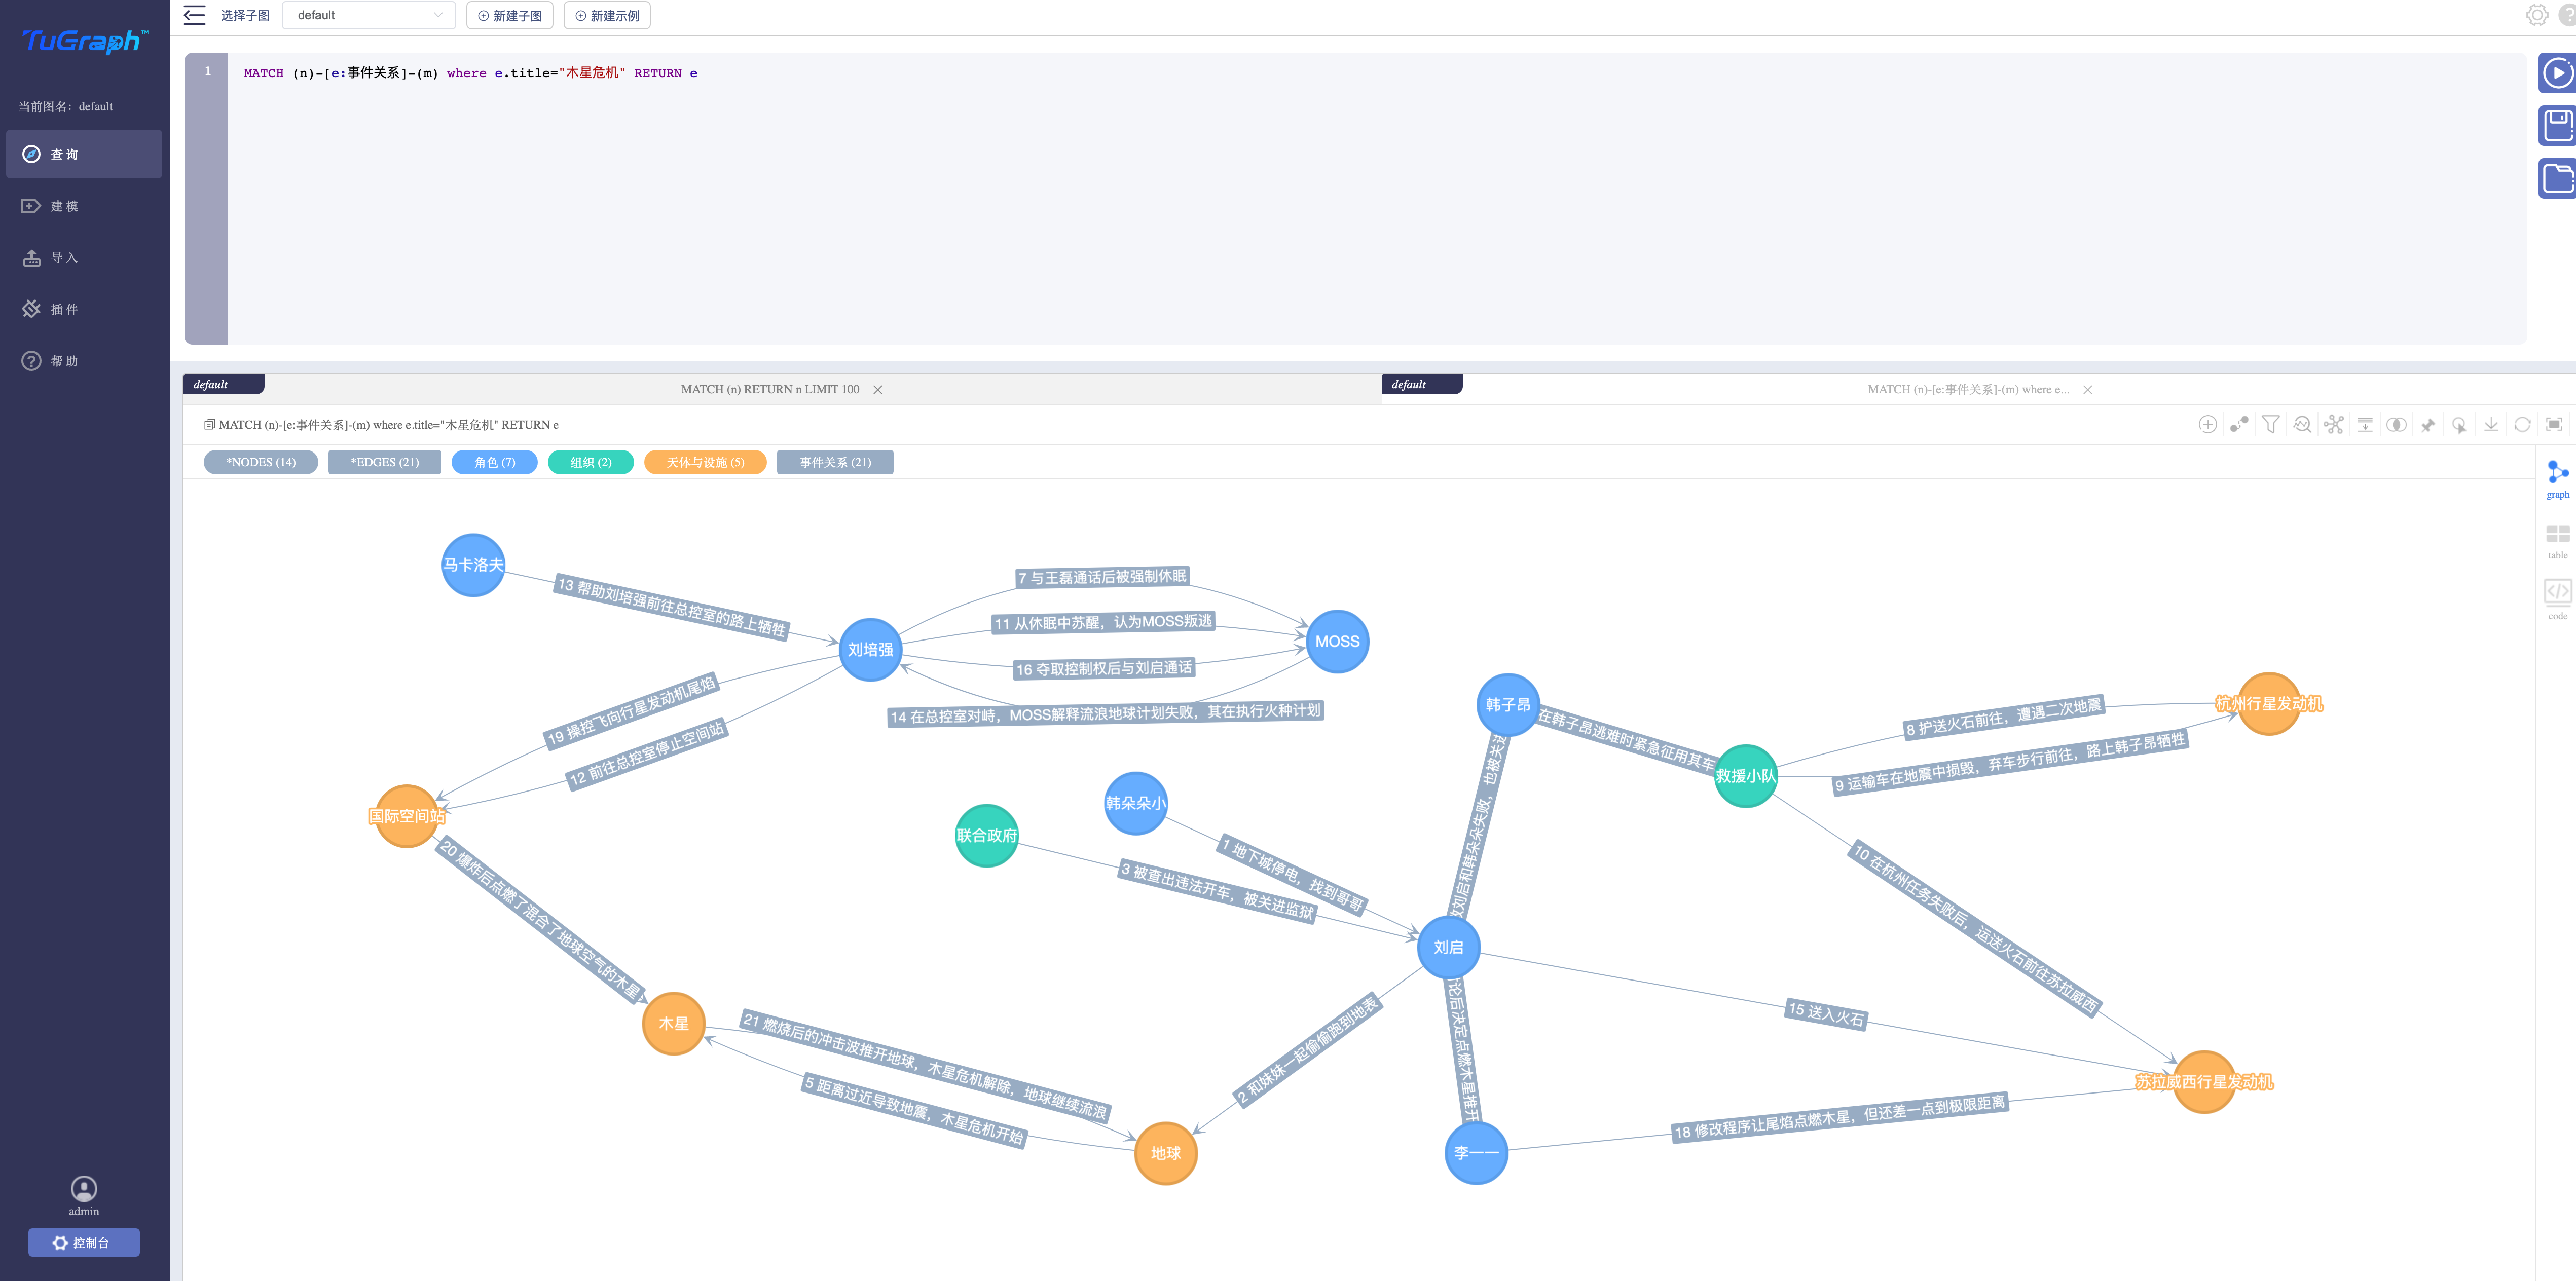 TuGraph™
当前图名：default
查 询
建 模
导 入
插 件
帮 助
admin
控制台
选择子图
default
新建子图
新建示例
1
MATCH (n)-[e:事件关系]-(m) where e.title="木星危机" RETURN e
default
MATCH (n) RETURN n LIMIT 100
default
MATCH (n)-[e:事件关系]-(m) where e...
MATCH (n)-[e:事件关系]-(m) where e.title="木星危机" RETURN e
*NODES (14)
*EDGES (21)
角色 (7)
组织 (2)
天体与设施 (5)
事件关系 (21)
graph
table
code
马卡洛夫
13 帮助刘培强前往总控室的路上牺牲
刘培强
7 与王磊通话后被强制休眠
11 从休眠中苏醒，认为MOSS叛逃
16 夺取控制权后与刘启通话
14 在总控室对峙，MOSS解释流浪地球计划失败，其在执行火种计划
MOSS
19 操控飞向行星发动机尾焰
12 前往总控室停止空间站
国际空间站
韩子昂
在韩子昂逃难时紧急征用其车
救援小队
8 护送火石前往，遭遇二次地震
9 运输车在地震中损毁，弃车步行前往，路上韩子昂牺牲
杭州行星发动机
刘启和韩朵朵失败，也被关
韩朵朵小
联合政府
1 地下城停电，找到哥哥
3 被查出违法开车，被关进监狱
20 爆炸后点燃了混合了地球空气的木星
10 在杭州任务失败后，运送火石前往苏拉威西
刘启
木星
21 燃烧后的冲击波推开地球，木星危机解除，地球继续流浪
5 距离过近导致地震，木星危机开始
2 和妹妹一起偷偷跑到地表
论后决定点燃木星推开
15 送入火石
苏拉威西行星发动机
18 修改程序让尾焰点燃木星，但还差一点到极限距离
地球
李一一